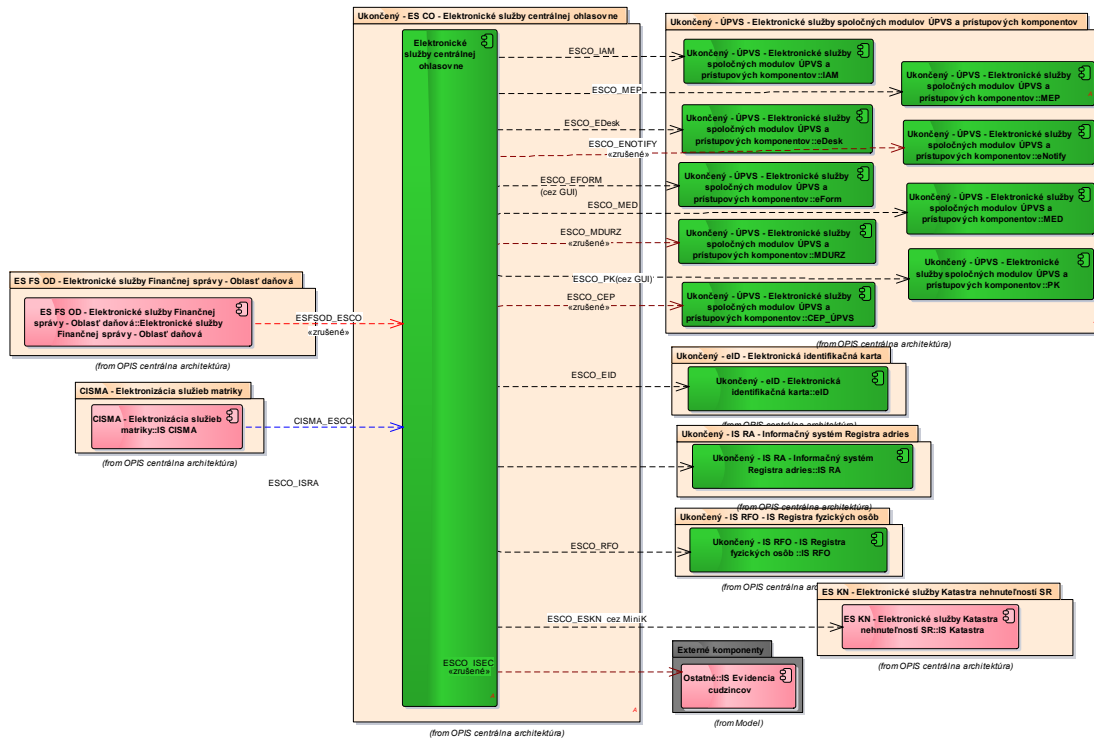 Ukončený - ES CO - Elektronické služby centrálnej ohlasovne
Elektronické
služby centrálnej
ohlasovne
A
A
(from OPIS centrálna architektúra)
ES FS OD - Elektronické služby Finančnej správy - Oblasť daňová
ES FS OD - Elektronické služby Finančnej
správy - Oblasť daňová::Elektronické služby
Finančnej správy - Oblasť daňová
(from OPIS centrálna architektúra)
ESFSOD_ESCO
«zrušené»
CISMA - Elektronizácia služieb matriky
CISMA - Elektronizácia služieb
matriky::IS CISMA
(from OPIS centrálna architektúra)
CISMA_ESCO
ESCO_ISRA
ESCO_IAM
ESCO_MEP
ESCO_EDesk
ESCO_ENOTIFY
«zrušené»
ESCO_EFORM
(cez GUI)
ESCO_MED
ESCO_MDURZ
«zrušené»
ESCO_PK(cez GUI)
ESCO_CEP
«zrušené»
ESCO_EID
ESCO_RFO
ESCO_ESKN cez MiniK
ESCO_ISEC
«zrušené»
Ukončený - ÚPVS - Elektronické služby spoločných modulov ÚPVS a prístupových komponentov
Ukončený - ÚPVS - Elektronické služby
spoločných modulov ÚPVS a
prístupových komponentov::IAM
Ukončený - ÚPVS - Elektronické služby
spoločných modulov ÚPVS a
prístupových komponentov::MEP
A
Ukončený - ÚPVS - Elektronické služby
spoločných modulov ÚPVS a
prístupových komponentov::eDesk
Ukončený - ÚPVS - Elektronické služby
spoločných modulov ÚPVS a
prístupových komponentov::eNotify
Ukončený - ÚPVS - Elektronické služby
spoločných modulov ÚPVS a
prístupových komponentov::eForm
Ukončený - ÚPVS - Elektronické služby
spoločných modulov ÚPVS a
prístupových komponentov::MED
Ukončený - ÚPVS - Elektronické služby
spoločných modulov ÚPVS a
prístupových komponentov::MDURZ
Ukončený - ÚPVS - Elektronické
služby spoločných modulov ÚPVS a
prístupových komponentov::PK
Ukončený - ÚPVS - Elektronické služby
spoločných modulov ÚPVS a
prístupových komponentov::CEP_ÚPVS
(from OPIS centrálna architektúra)
Ukončený - eID - Elektronická identifikačná karta
Ukončený - eID - Elektronická
identifikačná karta::eID
(from OPIS centrálna architektúra)
Ukončený - IS RA - Informačný systém Registra adries
Ukončený - IS RA - Informačný systém
Registra adries::IS RA
(from OPIS centrálna architektúra)
Ukončený - IS RFO - IS Registra fyzických osôb
Ukončený - IS RFO - IS Registra
fyzických osôb ::IS RFO
(from OPIS centrálna architektúra)
ES KN - Elektronické služby Katastra nehnuteľností SR
ES KN - Elektronické služby Katastra
nehnuteľností SR::IS Katastra
(from OPIS centrálna architektúra)
Externé komponenty
Ostatné::IS Evidencia
cudzincov
(from Model)